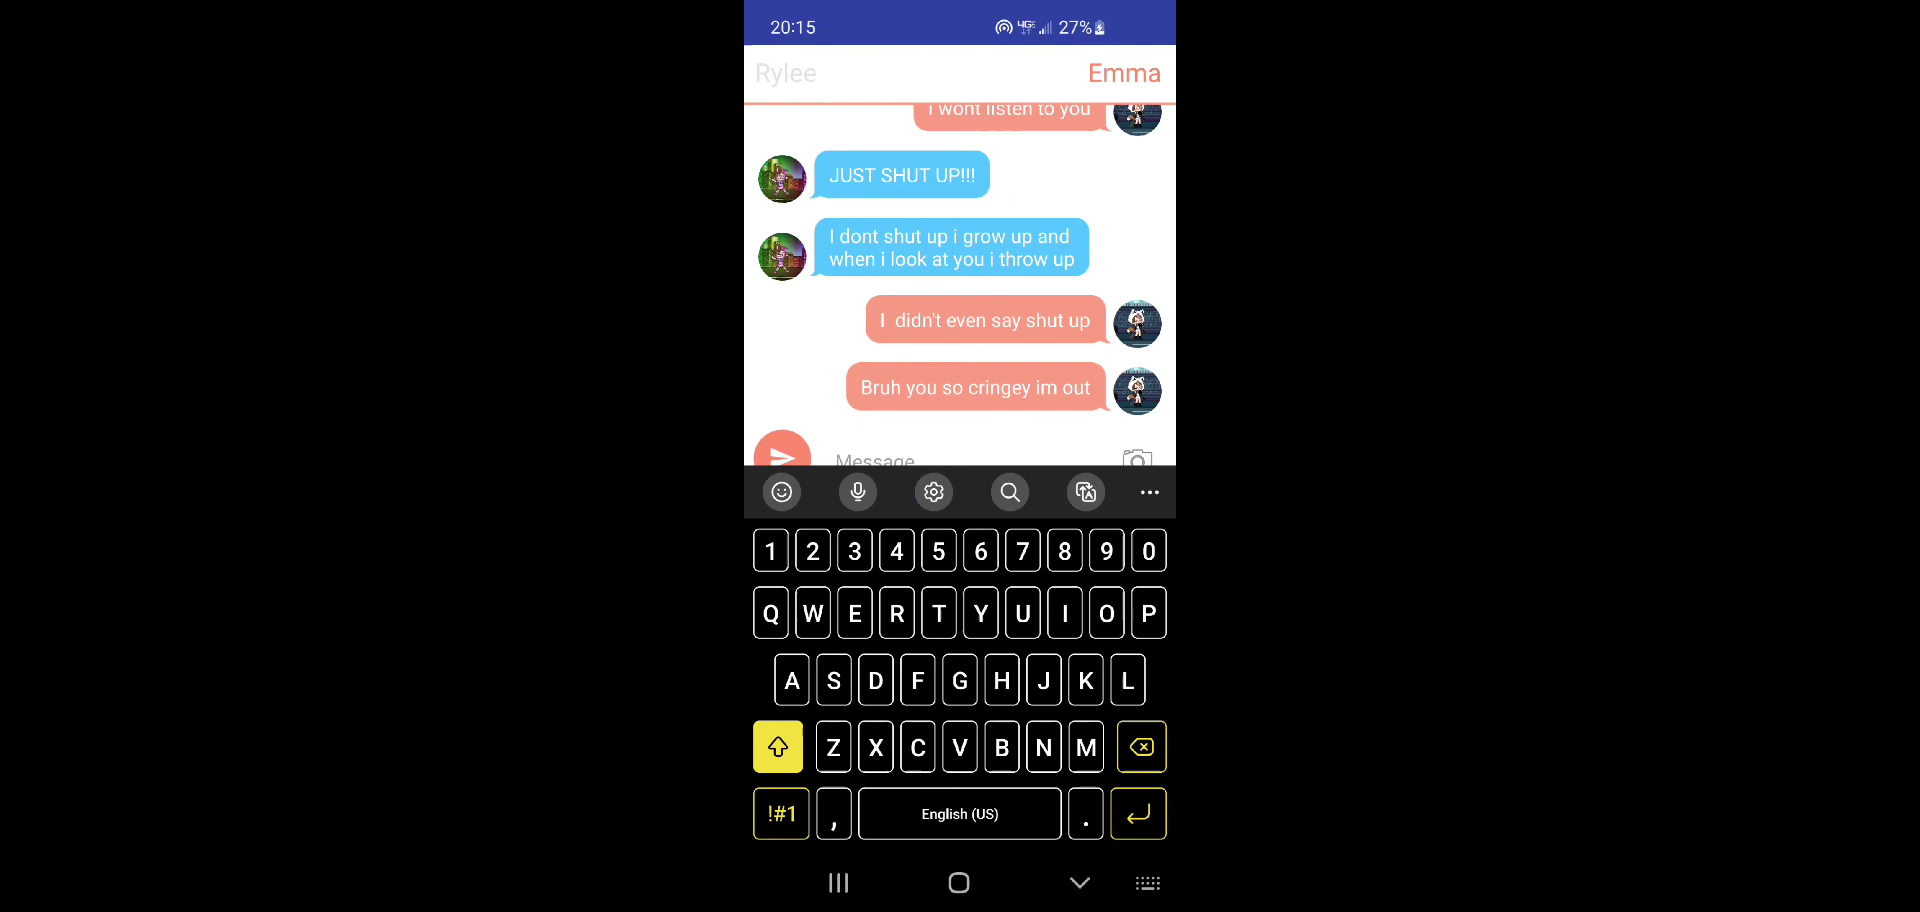 20:15 4G 27%
Rylee Emma
I wont listen to you
JUST SHUT UP!!!
I dont shut up i grow up and
when i look at you i throw up
I  didn't even say shut up
Bruh you so cringey im out
Message
1 2 3 4 5 6 7 8 9 0
Q W E R T Y U I O P
A S D F G H J K L
Z X C V B N M
!#1 , English (US) .